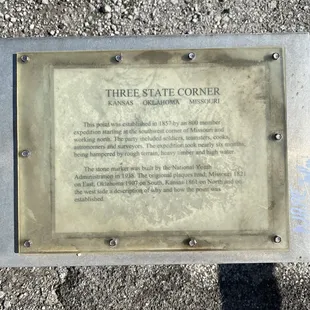 THREE STATE CORNER
KANSAS OKLAHOMA MISSOURI
This point was established in 1857 by an 800 member
expedition starting at the southwest corner of Missouri and
working north. The party included soldiers, teamsters, cooks,
astronomers and surveyors. The expedition took nearly six months
being hampered by rough terrain, heavy timber and high water.
The stone marker was built by the National Youth
Administration in 1938. The original plaques read, Missouri 1821
on East, Oklahoma 1907 on South, Kansas 1861 on North and on
the west side a description of why and how the point was
established.